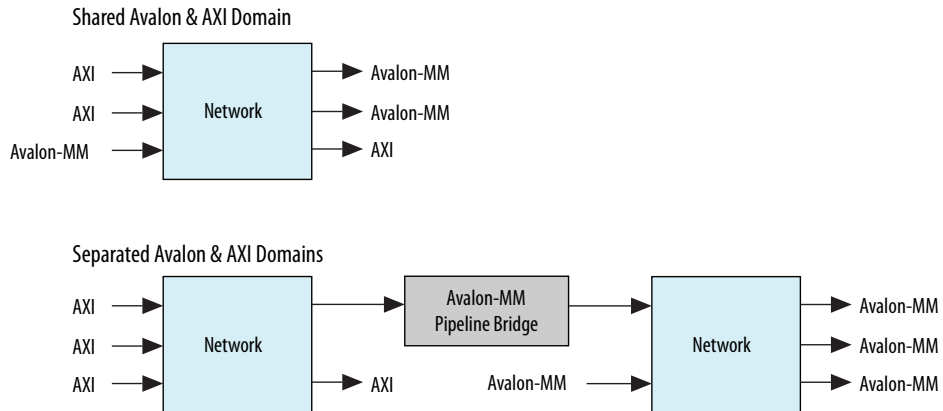 Shared Avalon & AXI Domain
AXI
AXI
Avalon-MM
Network
Avalon-MM
Avalon-MM
AXI
Separated Avalon & AXI Domains
AXI
AXI
AXI
Network
AXI
Avalon-MM
Pipeline Bridge
Avalon-MM
Network
Avalon-MM
Avalon-MM
Avalon-MM